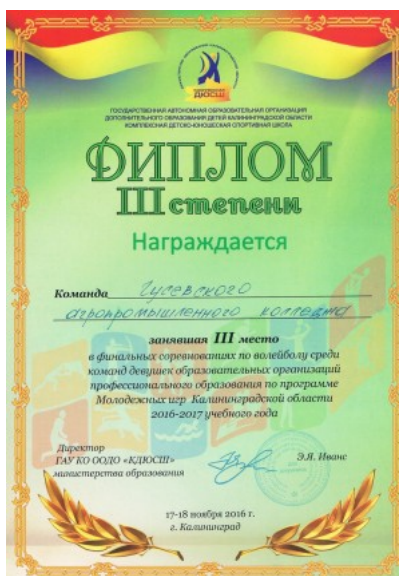 ДЮСШ
ГОСУДАРСТВЕННАЯ АВТОНОМНАЯ ОБРАЗОВАТЕЛЬНАЯ ОРГАНИЗАЦИЯ
ДОПОЛНИТЕЛЬНОГО ОБРАЗОВАНИЯ ДЕТЕЙ КАЛИНИНГРАДСКОЙ ОБЛАСТИ
КОМПЛЕКСНАЯ ДЕТСКО-ЮНОШЕСКАЯ СПОРТИВНАЯ ШКОЛА
ДИПЛОМ
III степени
Награждается
Команда Гусевского
агропромышленного колледжа
занявшая III место
в финальных соревнованиях по волейболу среди
команд девушек образовательных организаций
профессионального образования по программе
Молодежных игр Калининградской области
2016-2017 учебного года
Директор
ГАУ КО ООДО «КДЮСШ»
министерства образования
Э.Я. Иванс
17-18 ноября 2016 г.
г. Калининград